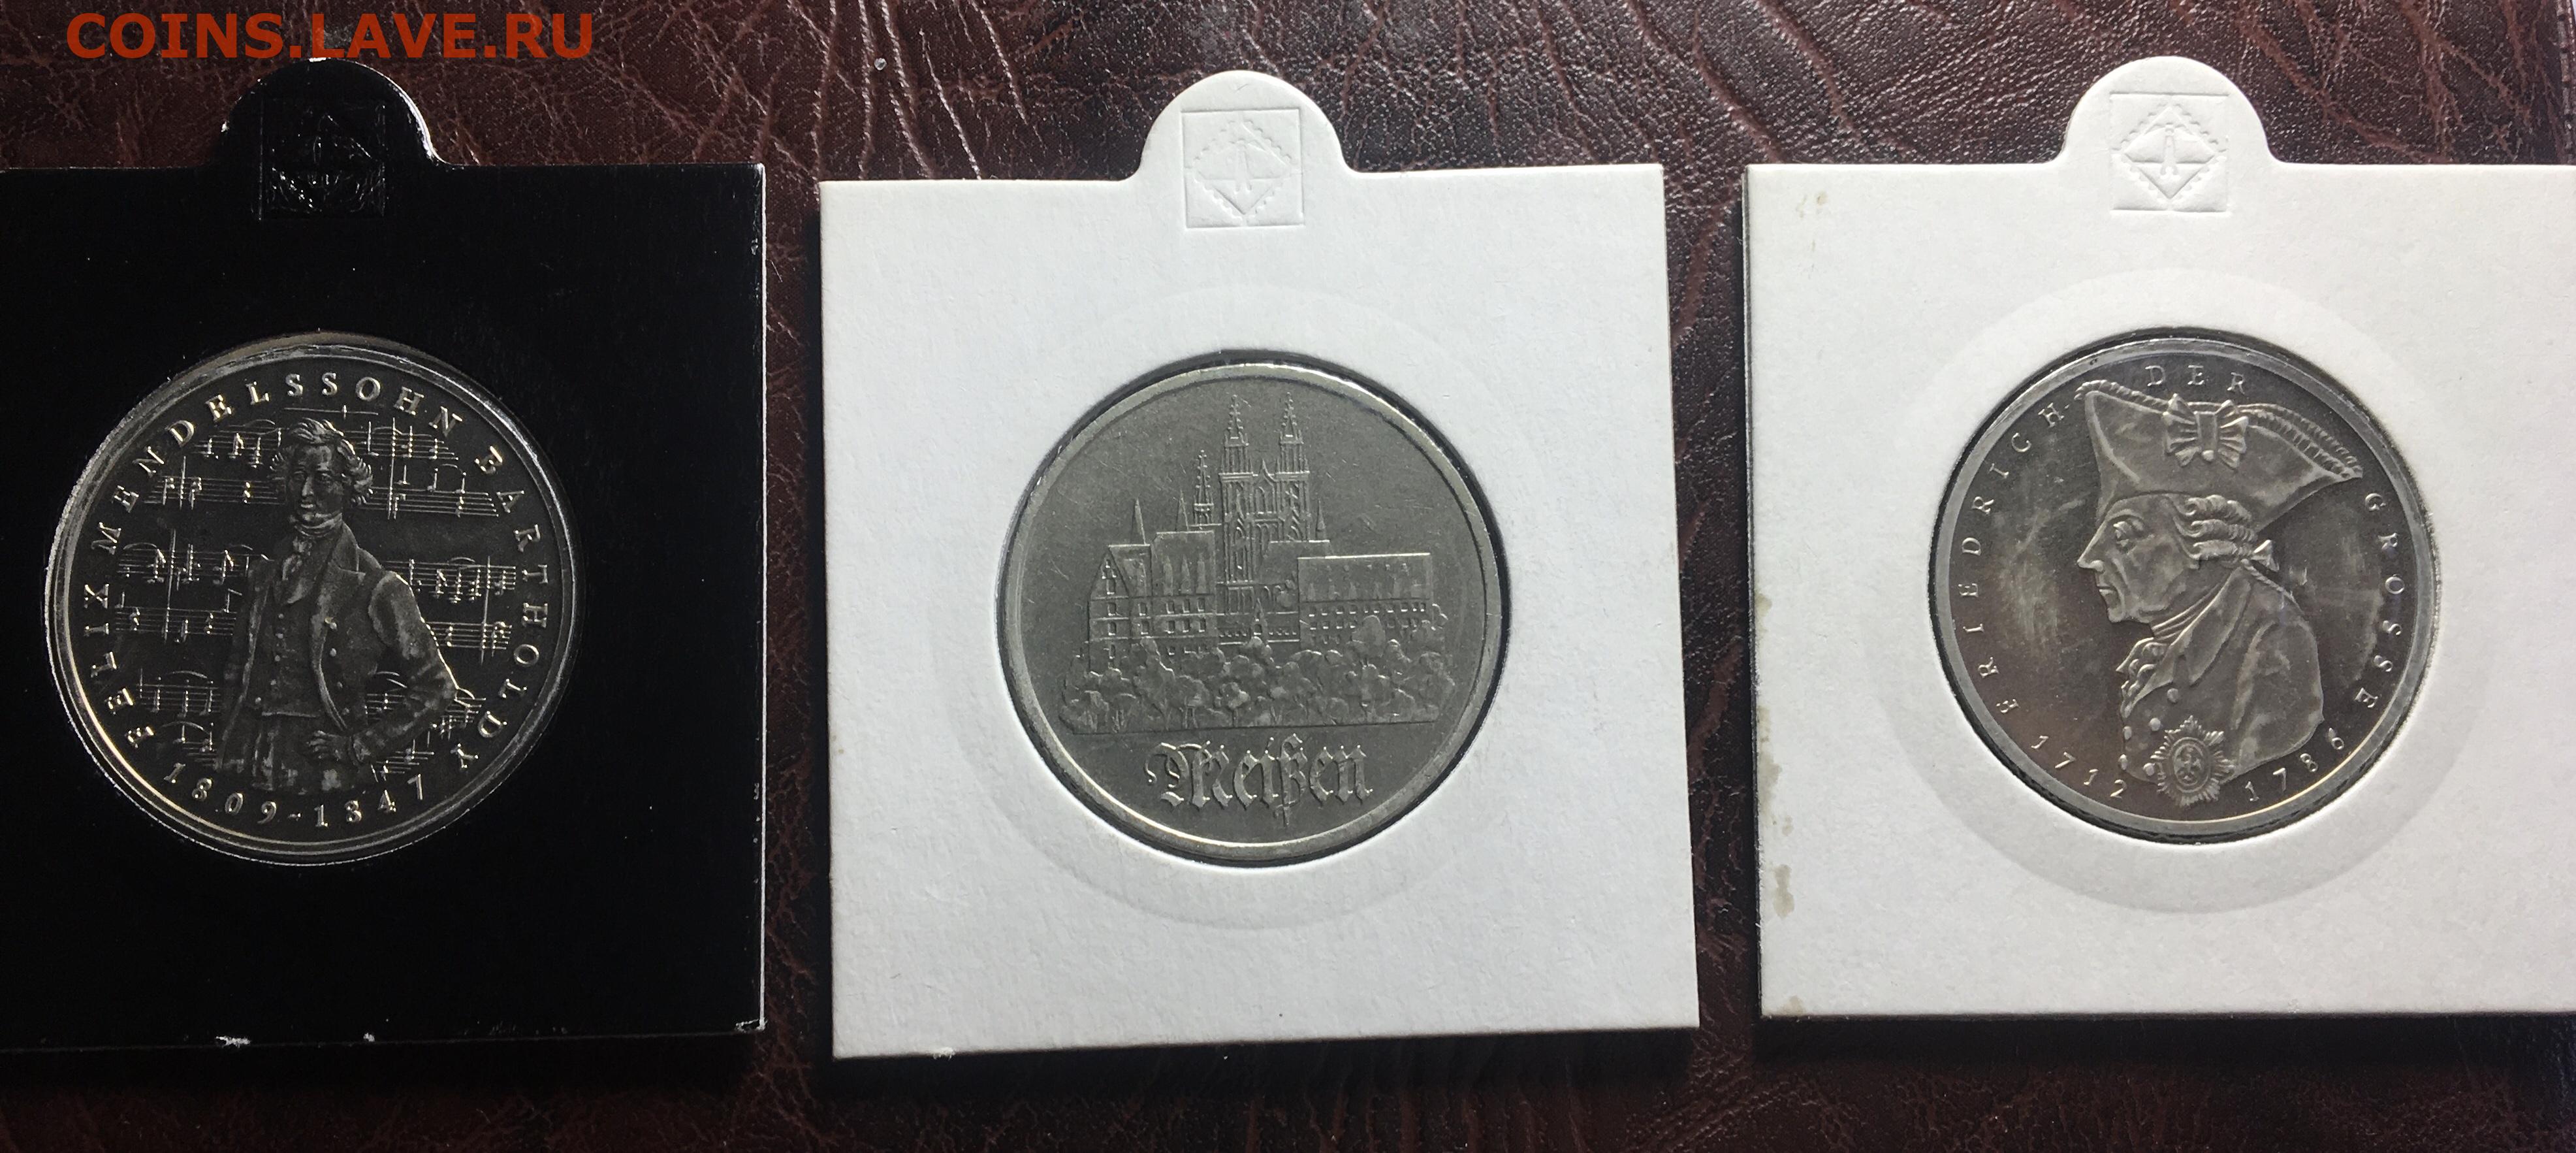 COINS.LAVE.RU
FELIX MENDELSSOHN BARTHOLDY
1809-1847
Meißen
FRIEDRICH DER GROSSE
1712 1786